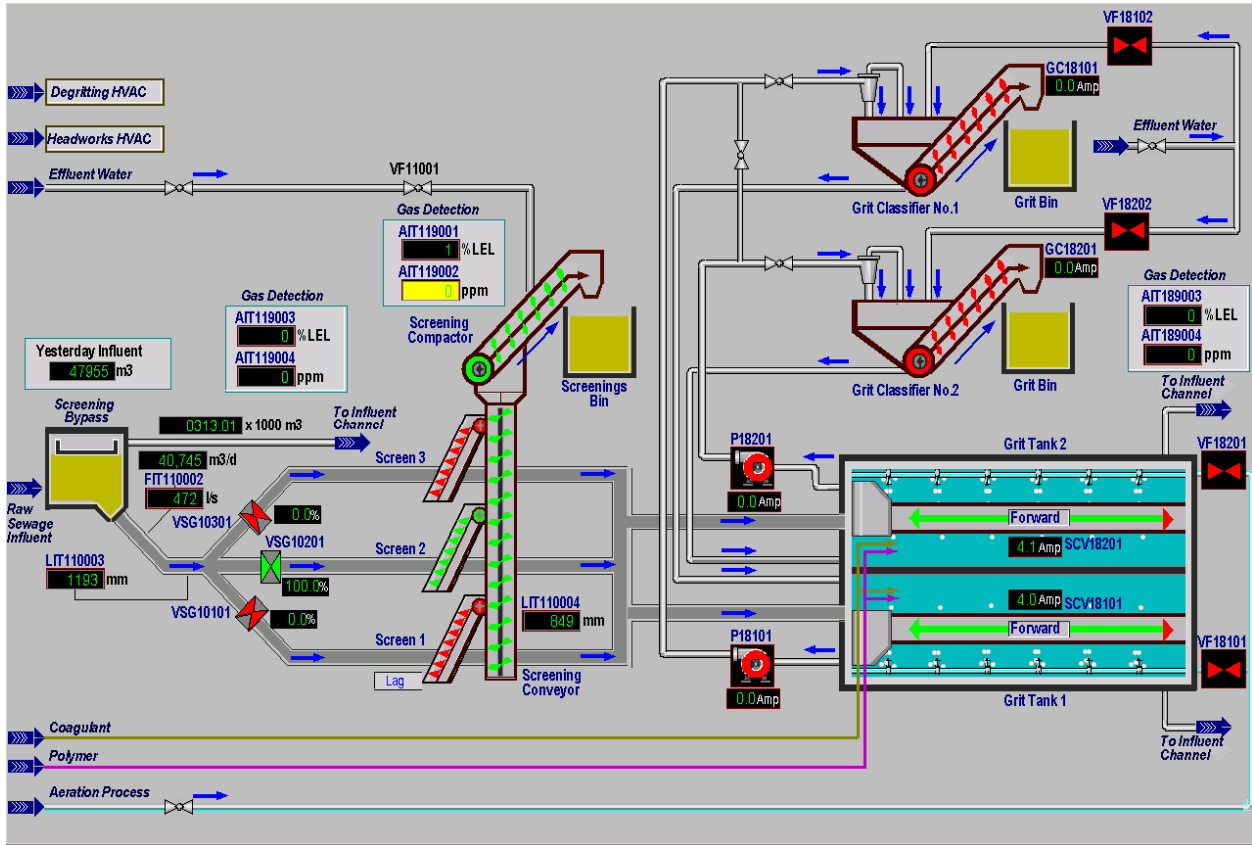 VF18102
GC18101
0.0 Amp
Degritting HVAC
Headworks HVAC
Effluent Water
Effluent Water
VF11001
Gas Detection
AIT119001
1 %LEL
AIT119002
0 ppm
Grit Classifier No.1
Grit Bin
VF18202
GC18201
0.0 Amp
Gas Detection
AIT119003
0 %LEL
AIT119004
0 ppm
Screening
Compactor
Gas Detection
AIT189003
0 %LEL
AIT189004
0 ppm
Yesterday Influent
47955 m3
Screenings
Bin
Grit Classifier No.2
Grit Bin
To Influent
Channel
Screening
Bypass
0313.01 x 1000 m3
To Influent
Channel
40,745 m3/d
FIT110002
472 l/s
Raw
Sewage
Influent
VSG10301
0.0%
Screen 3
P18201
0.0 Amp
Grit Tank 2
VF18201
Forward
4.1 Amp SCV18201
VSG10201
100.0%
Screen 2
LIT110003
1193 mm
VSG10101
0.0%
Screen 1
Lag
LIT110004
849 mm
Screening
Conveyor
4.0 Amp SCV18101
Forward
P18101
0.0 Amp
VF18101
Grit Tank 1
To Influent
Channel
Coagulant
Polymer
Aeration Process